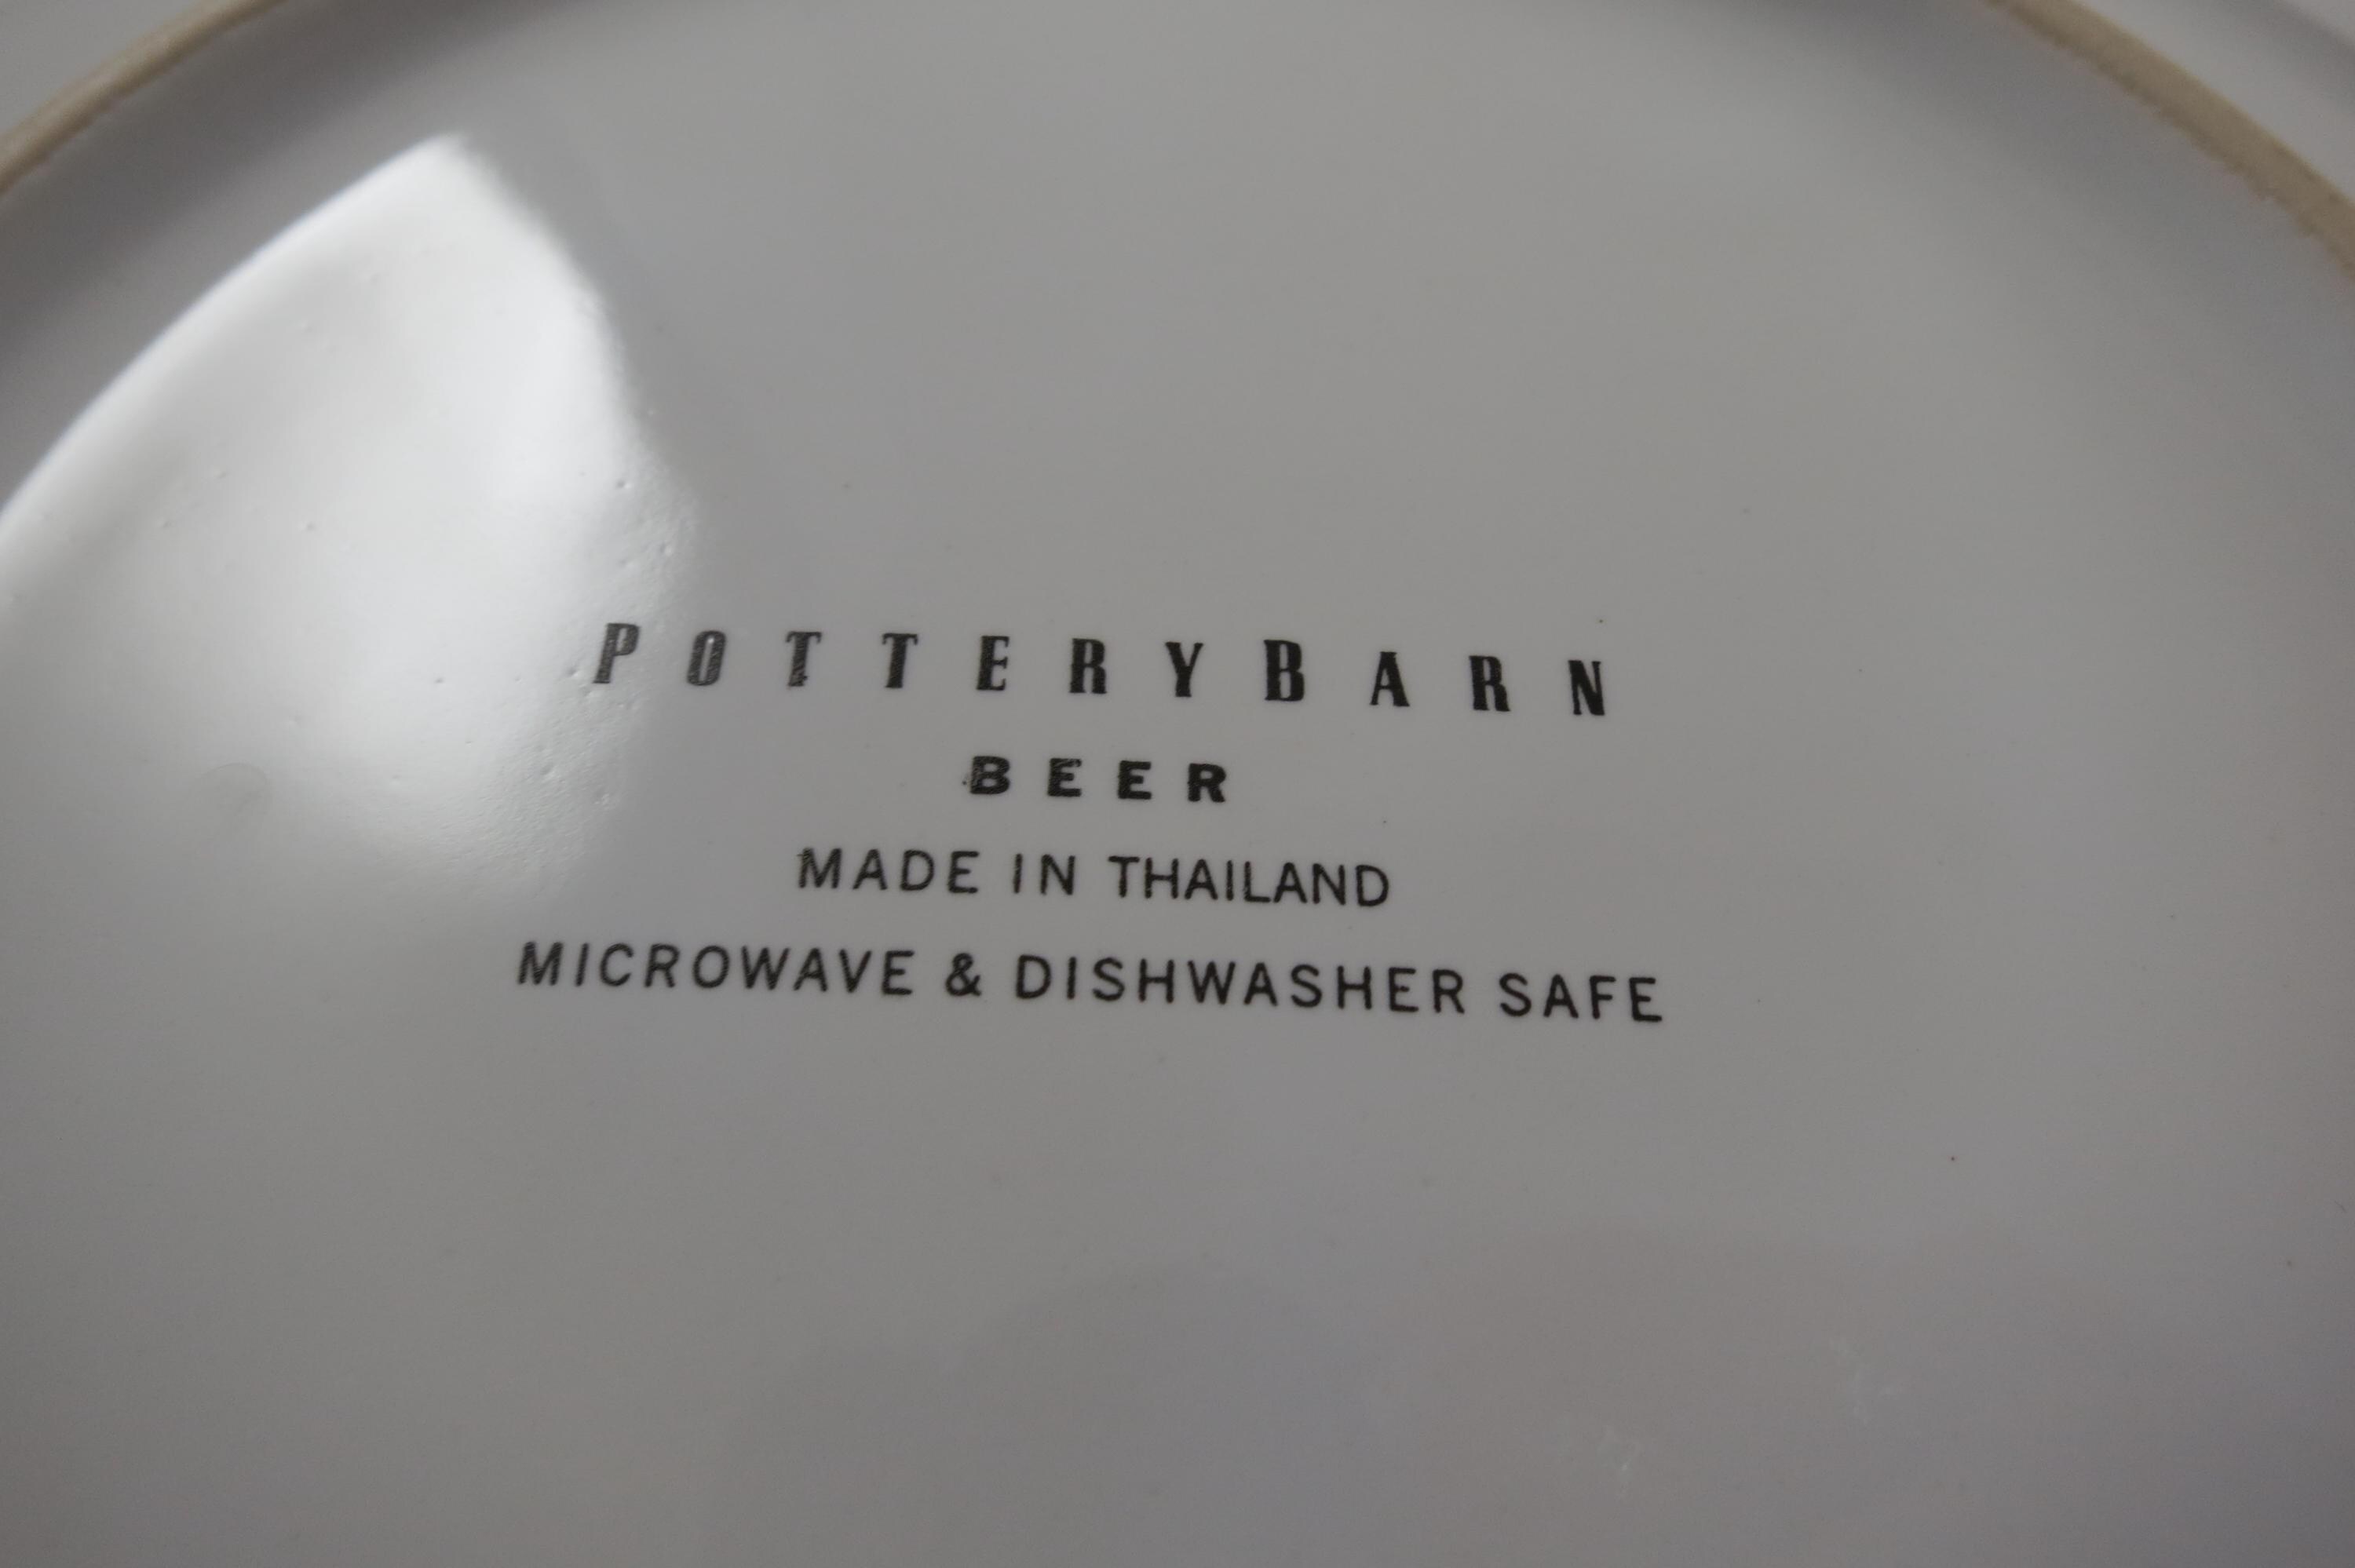 POTTERYBARN
BEER
MADE IN THAILAND
MICROWAVE & DISHWASHER SAFE